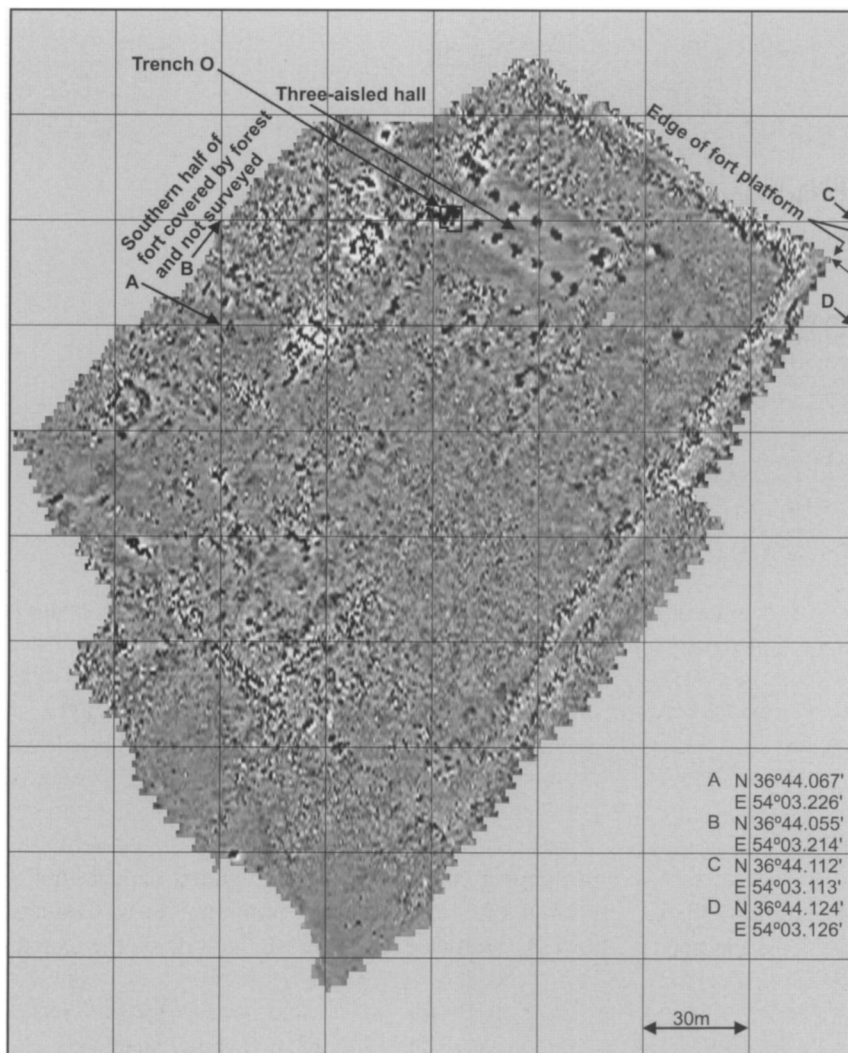 Trench O
Three-aisled hall
Southern half of
fort covered by forest
and not surveyed
Edge of fort platform
C
B
A
D
A N 36º44.067'
E 54º03.226'
B N 36º44.055'
E 54º03.214'
C N 36º44.112'
E 54º03.113'
D N 36º44.124'
E 54º03.126'
30m